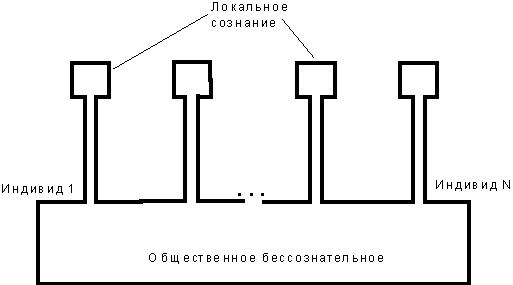 Локальное
сознание
Индивид 1
...
Индивид N
Общественное бессознательное